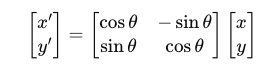 [x′ y′] = [cos θ −sin θ; sin θ cos θ] [x y]